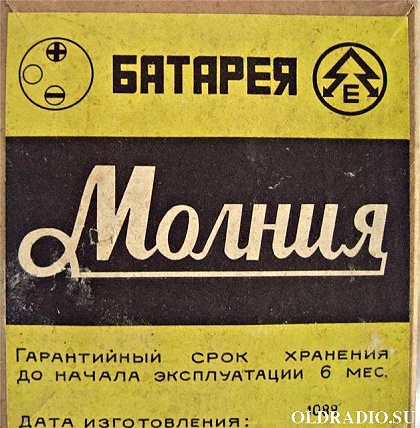 БАТАРЕЯ
E
Молния
ГАРАНТИЙНЫЙ СРОК ХРАНЕНИЯ
ДО НАЧАЛА ЭКСПЛУАТАЦИИ 6 МЕС.
ДАТА ИЗГОТОВЛЕНИЯ:
OLDRADIO.SU